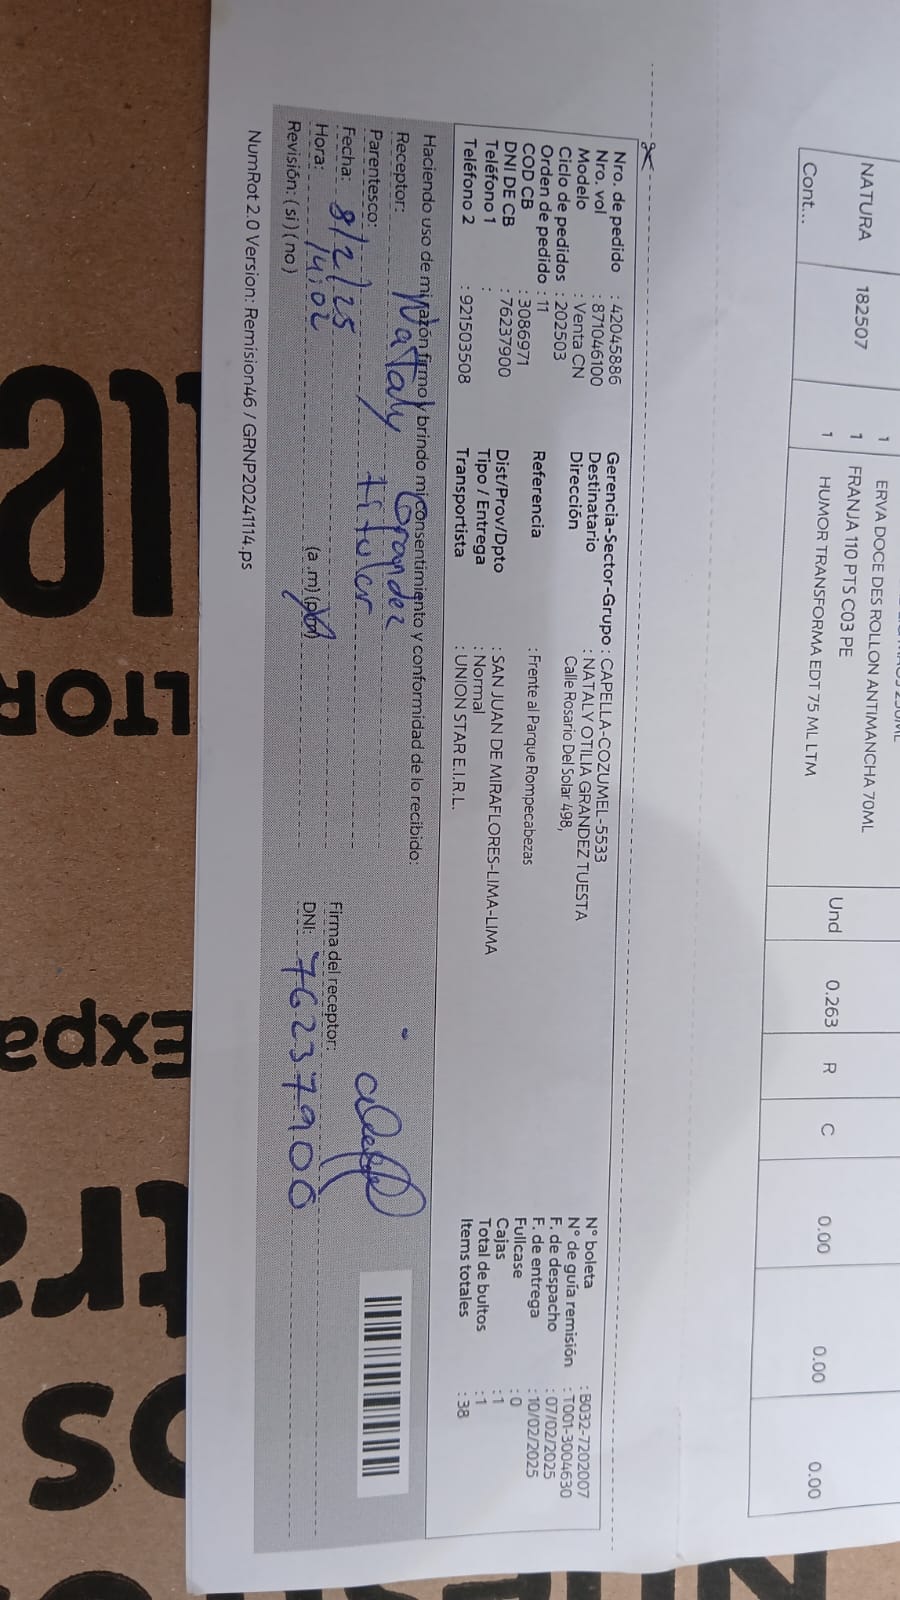 ERVA DOCE DES ROLLON ANTIMANCHA 70ML
1
FRANJA 110 PTS C03 PE
1
NATURA 182507 1 HUMOR TRANSFORMA EDT 75 ML LTM Und 0.263 R C 0.00 0.00 0.00
Cont...
Nro. de pedido : 42045886
Nro. vol : 871046100
Modelo : Venta CN
Ciclo de pedidos : 202503
Orden de pedido : 11
COD CB : 3086971
DNI DE CB : 76237900
Teléfono 1 :
Teléfono 2 : 921503508
Gerencia-Sector-Grupo : CAPELLA-COZUMEL-5533
Destinatario : NATALY OTILIA GRANDEZ TUESTA
Dirección Calle Rosario Del Solar 498,
Referencia : Frente al Parque Rompecabezas
Dist/Prov/Dpto : SAN JUAN DE MIRAFLORES-LIMA-LIMA
Tipo / Entrega : Normal
Transportista : UNION STAR E.I.R.L.
N° boleta : B032-7202007
N° de guía remisión : T001-3004630
F. de despacho : 07/02/2025
F. de entrega : 10/02/2025
Fullcase : 0
Cajas : 1
Total de bultos : 1
Items totales : 38
Haciendo uso de mi razón firmo y brindo mi consentimiento y conformidad de lo recibido:
Receptor: Nataly Grandez
Parentesco: titular
Fecha: 8/2/25
Hora: 14:02 (a .m) (p.m)
Revisión: ( si ) ( no )
Firma del receptor:
DNI: 76237900
NumRot 2.0 Version: Remision46 / GRNP20241114.ps